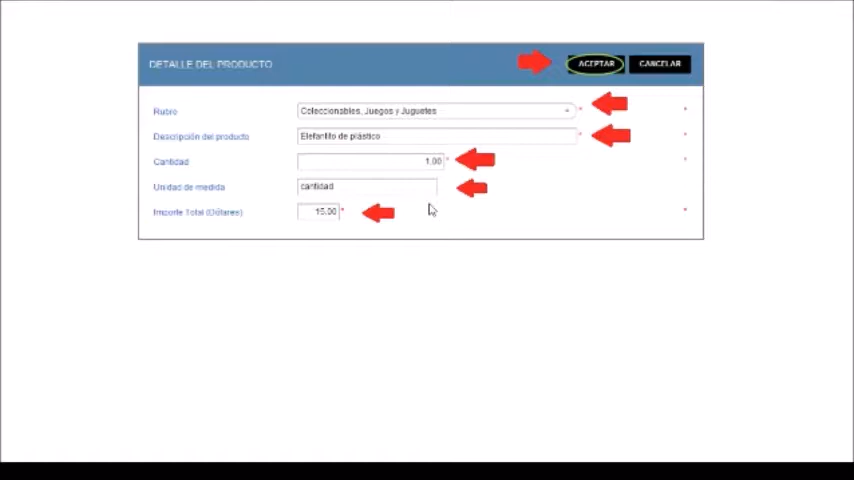 DETALLE DEL PRODUCTO ACEPTAR CANCELAR
Rubro Coleccionables, Juegos y Juguetes *
Descripción del producto Elefantito de plástico *
Cantidad 1,00 *
Unidad de medida cantidad
Importe Total (Dólares) 15,00 *